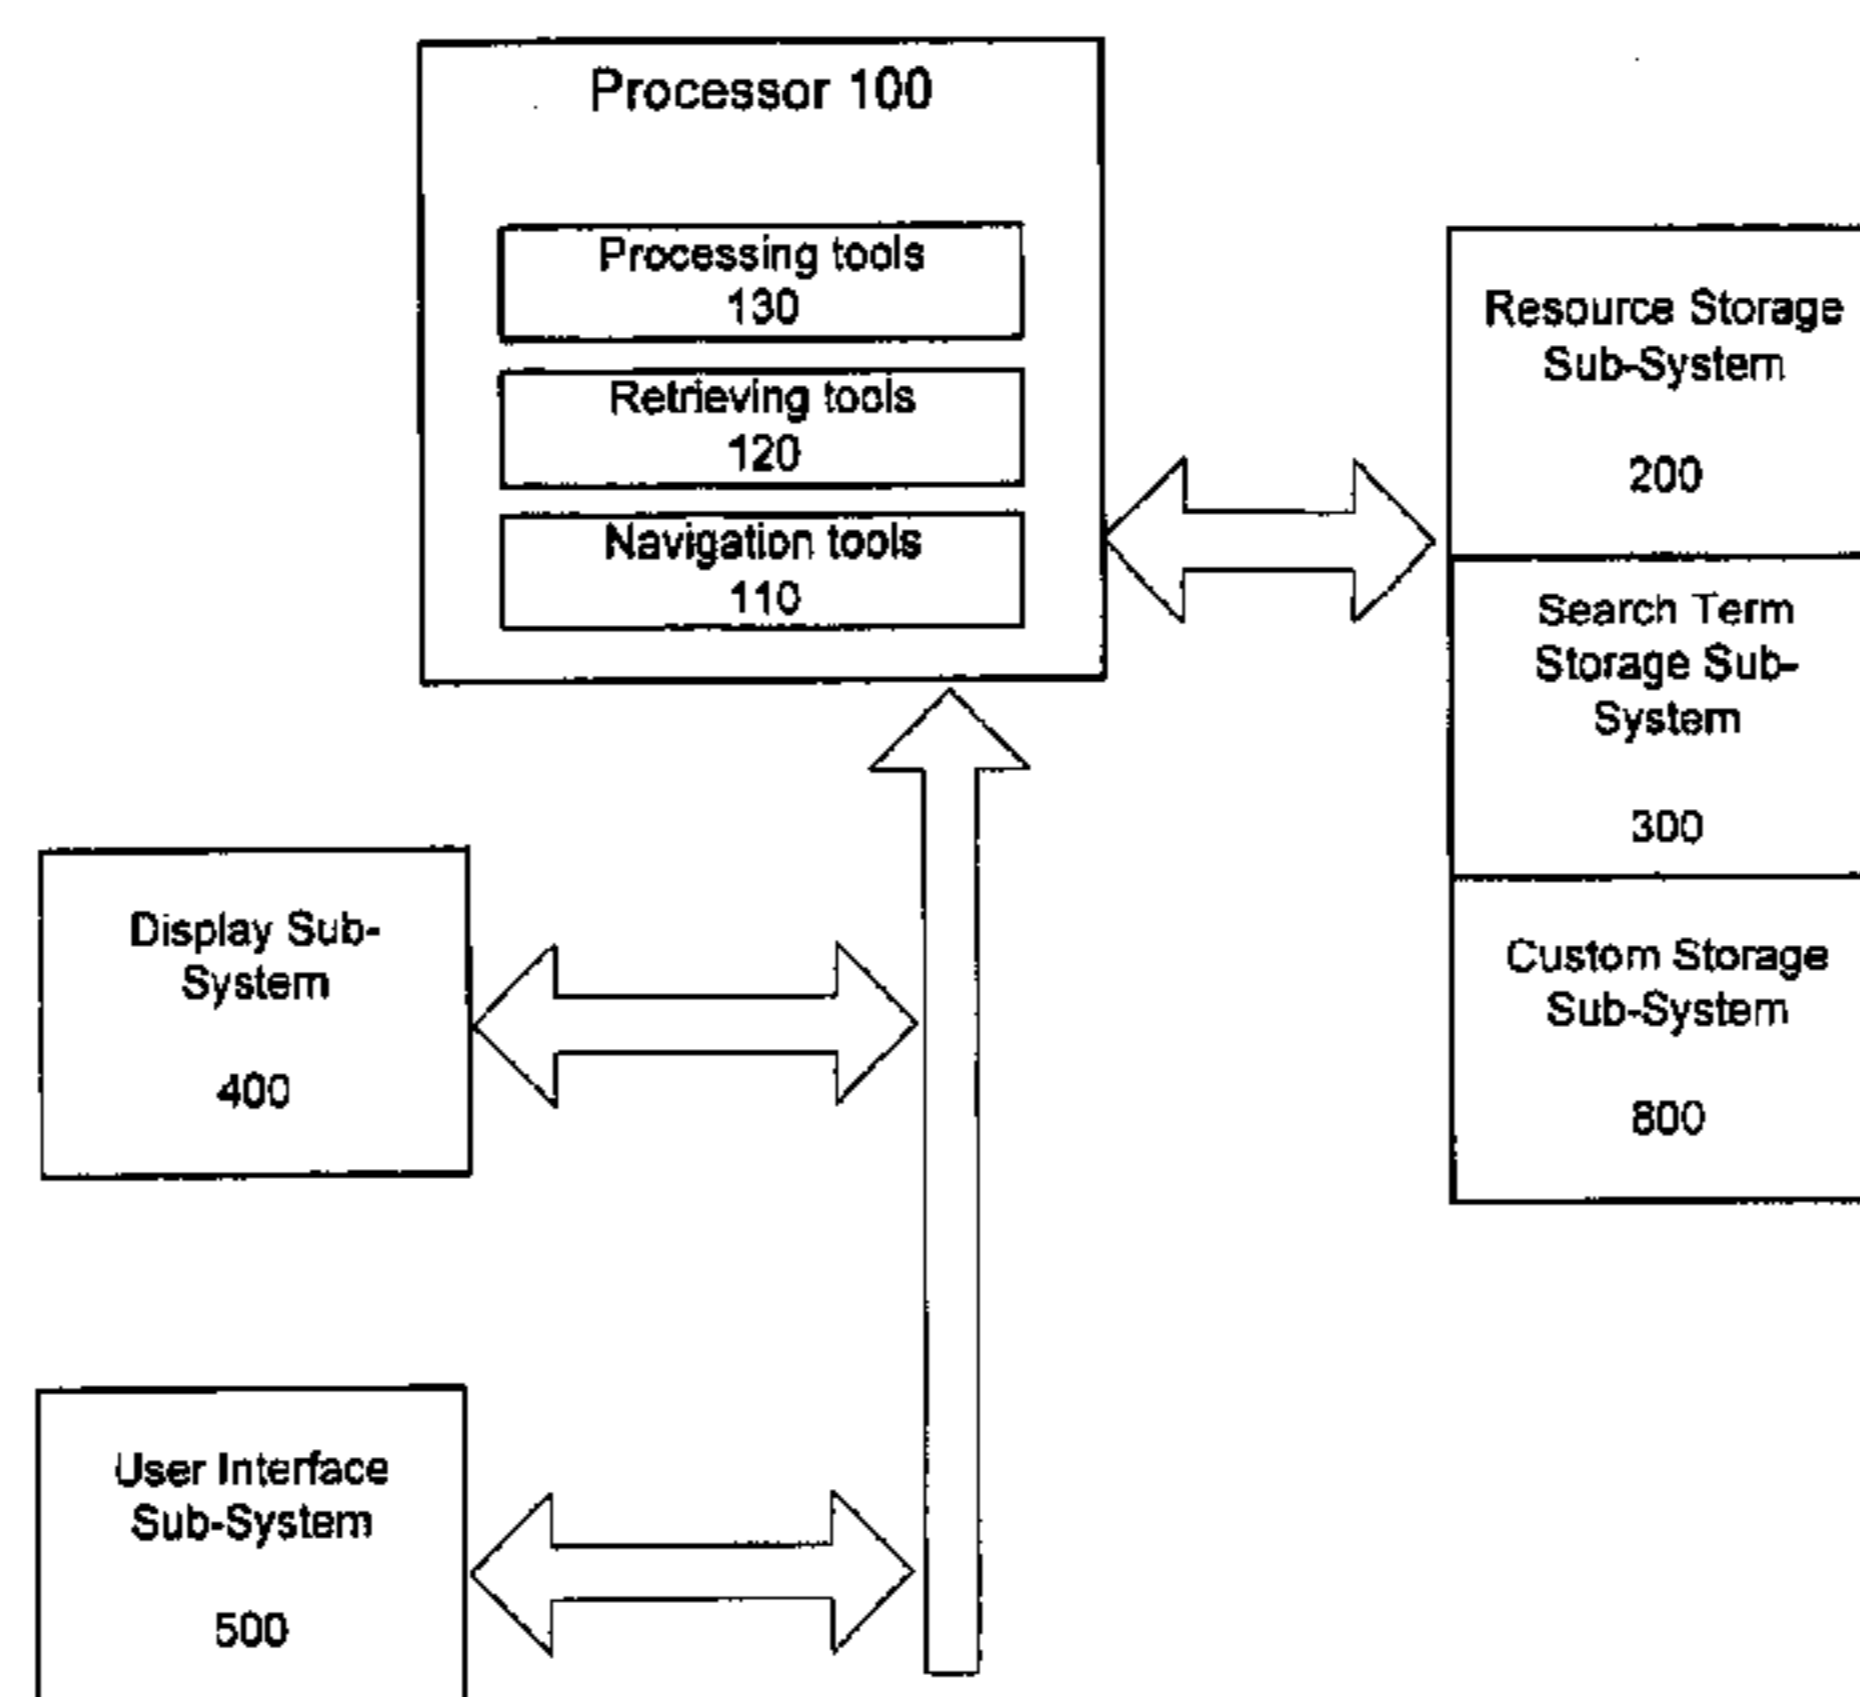 Processor 100
Processing tools
130
Retrieving tools
120
Navigation tools
110
Resource Storage
Sub-System
200
Search Term
Storage Sub-
System
300
Custom Storage
Sub-System
800
Display Sub-
System
400
User Interface
Sub-System
500